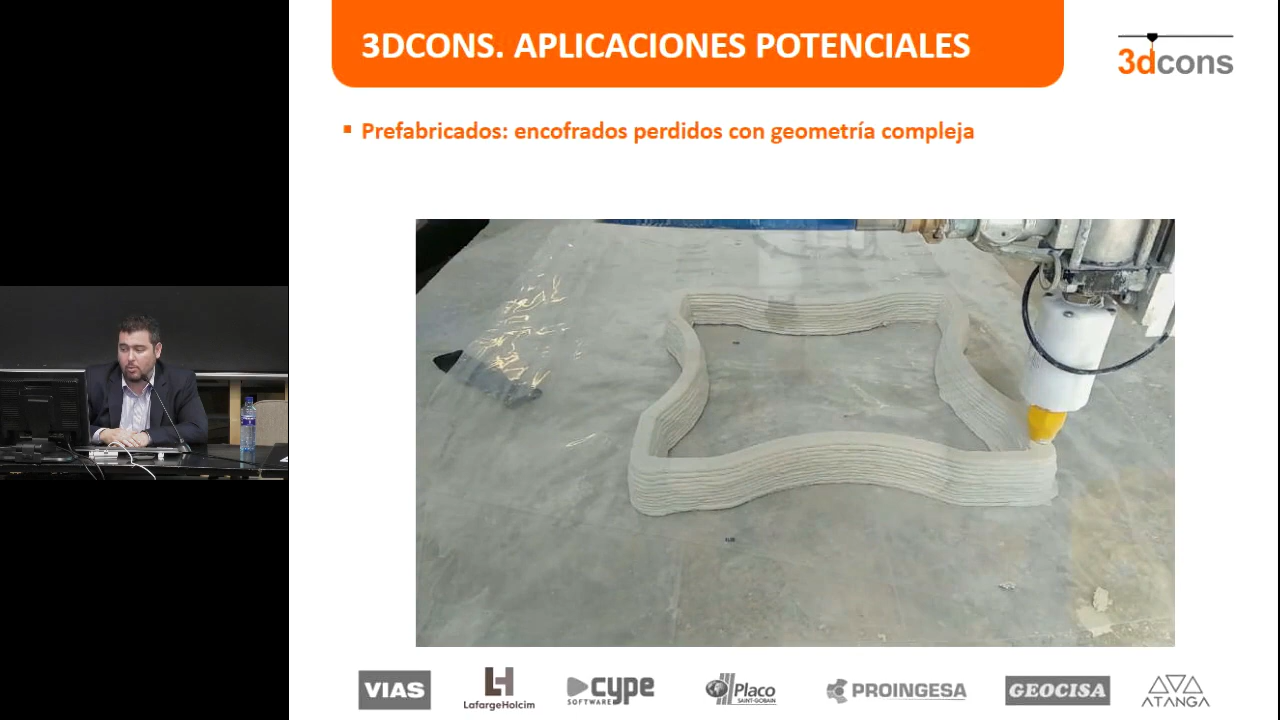 3DCONS. APLICACIONES POTENCIALES
3dcons
▪ Prefabricados: encofrados perdidos con geometría compleja
VIAS
LafargeHolcim
cype
SOFTWARE
Placo
SAINT-GOBAIN
PROINGESA
GEOCISA
ATANGA